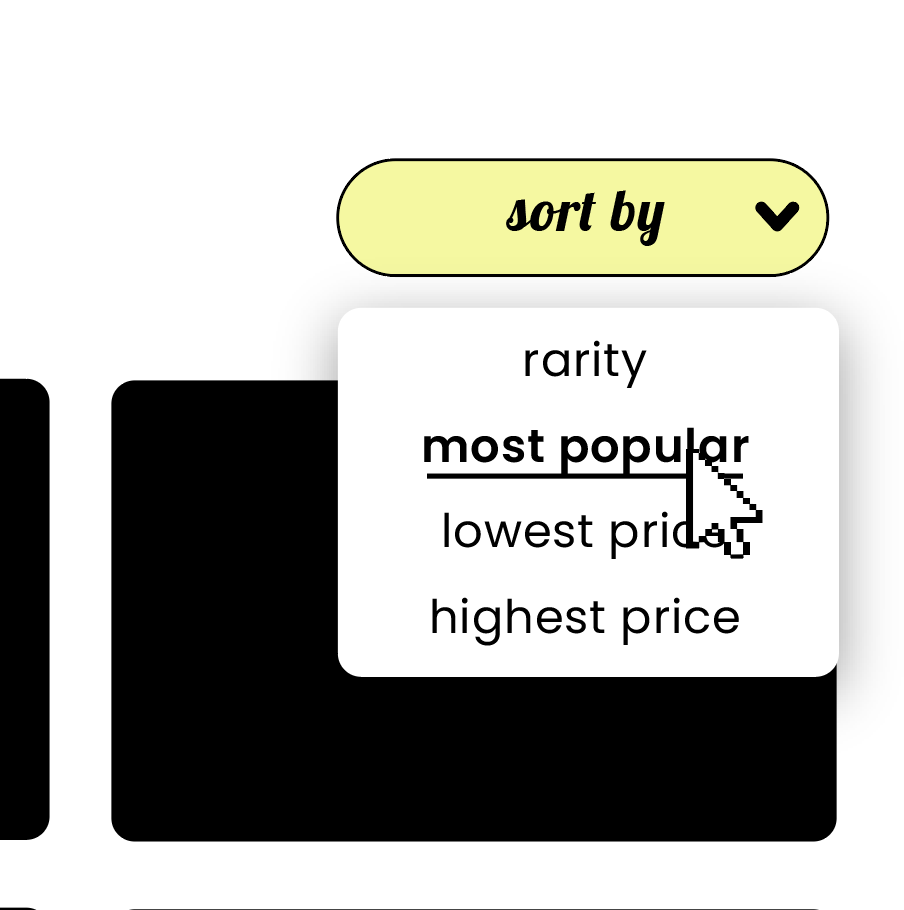 sort by
rarity
most popular
lowest price
highest price